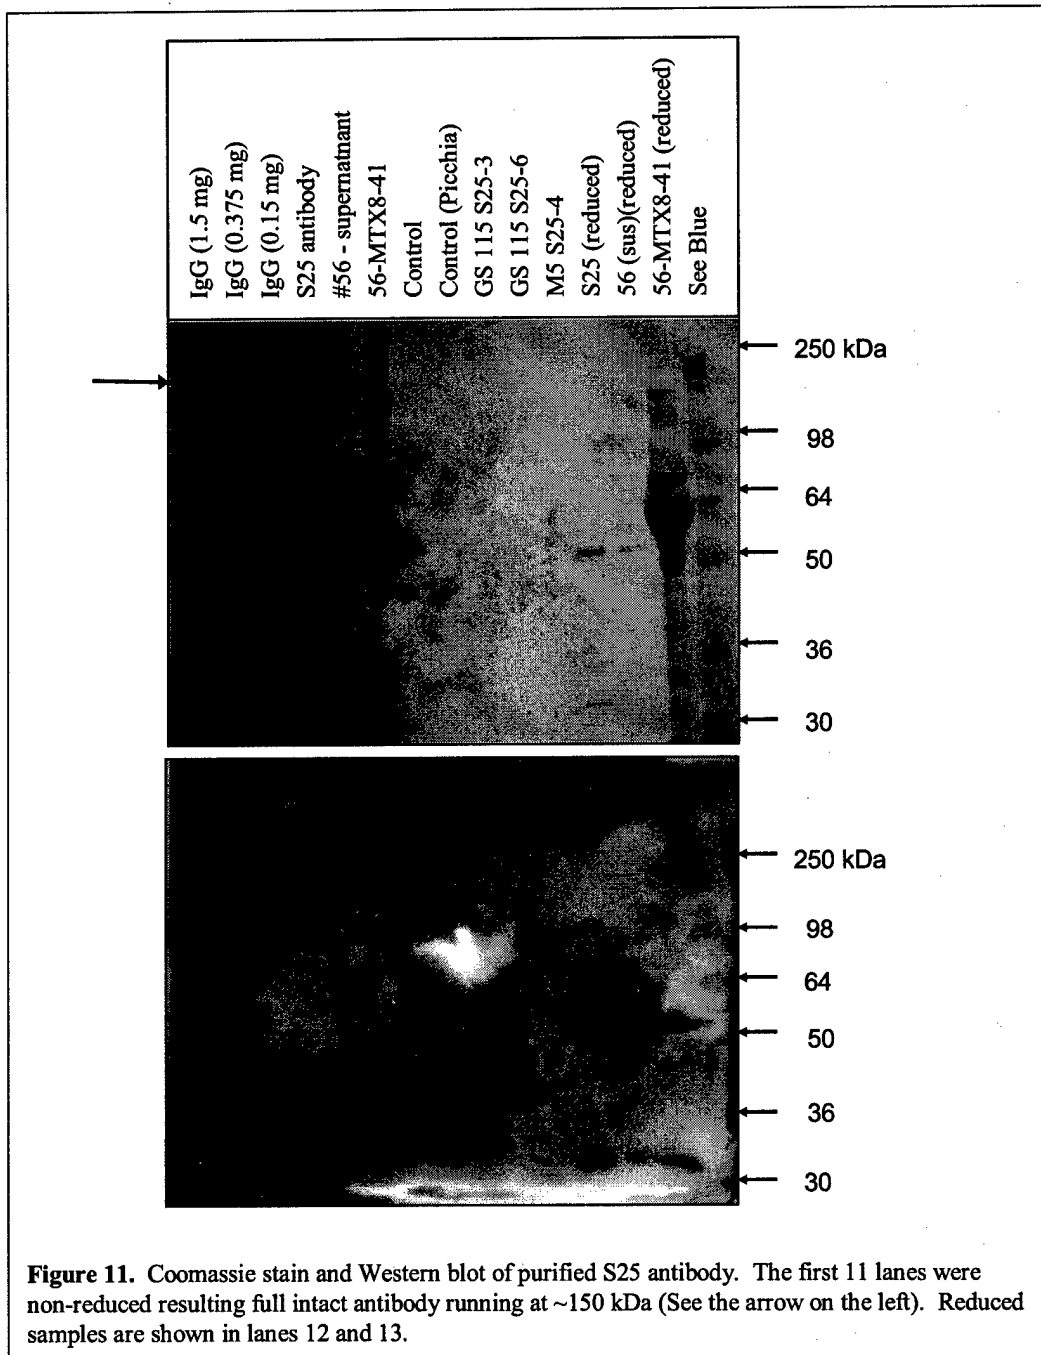 IgG (1.5 mg)
IgG (0.375 mg)
IgG (0.15 mg)
S25 antibody
#56 - supernatnant
56-MTX8-41
Control
Control (Picchia)
GS 115 S25-3
GS 115 S25-6
M5 S25-4
S25 (reduced)
56 (sus)(reduced)
56-MTX8-41 (reduced)
See Blue
250 kDa
98
64
50
36
30
250 kDa
98
64
50
36
30
Figure 11. Coomassie stain and Western blot of purified S25 antibody. The first 11 lanes were
non-reduced resulting full intact antibody running at ~150 kDa (See the arrow on the left). Reduced
samples are shown in lanes 12 and 13.